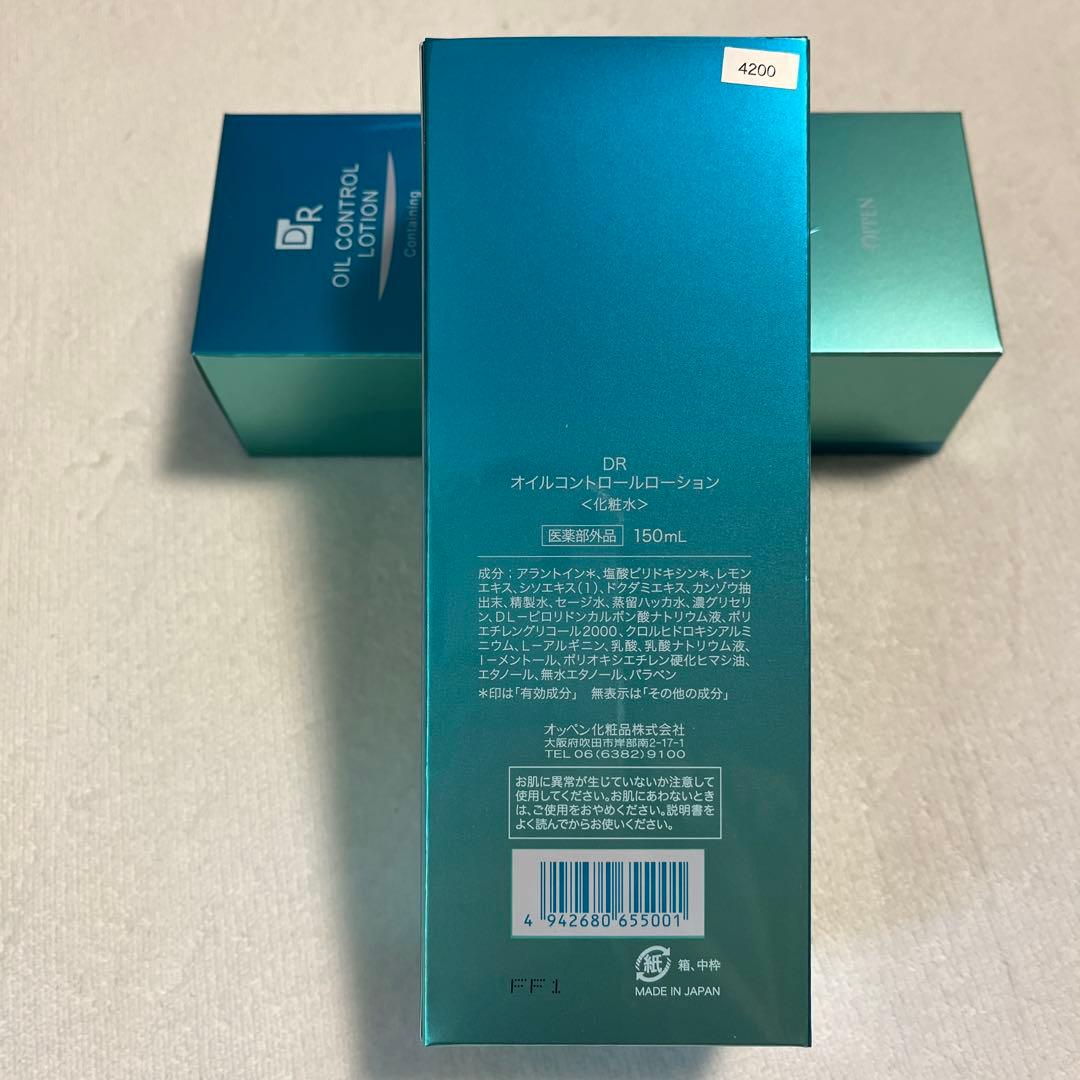 4200
DR
OIL CONTROL
LOTION
Containing
OPPEN
DR
オイルコントロールローション
<化粧水>
医薬部外品 150mL
成分:アラントイン*、塩酸ピリドキシン*、レモン
エキス、シソエキス(1)、ドクダミエキス、カンゾウ抽
出末、精製水、セージ水、蒸留ハッカ水、濃グリセリ
ン、DL-ピロリドンカルボン酸ナトリウム液、ポリ
エチレングリコール2000、クロルヒドロキシアルミ
ニウム、L-アルギニン、乳酸、乳酸ナトリウム液、
l-メントール、ポリオキシエチレン硬化ヒマシ油、
エタノール、無水エタノール、パラベン
*印は「有効成分」 無表示は「その他の成分」
オッペン化粧品株式会社
大阪府吹田市岸部南2-17-1
TEL 06(6382)9100
お肌に異常が生じていないか注意して
使用してください。お肌にあわないとき
は、ご使用をおやめください。説明書を
よく読んでからお使いください。
4 942680 655001
紙 箱、中枠
MADE IN JAPAN
FF1